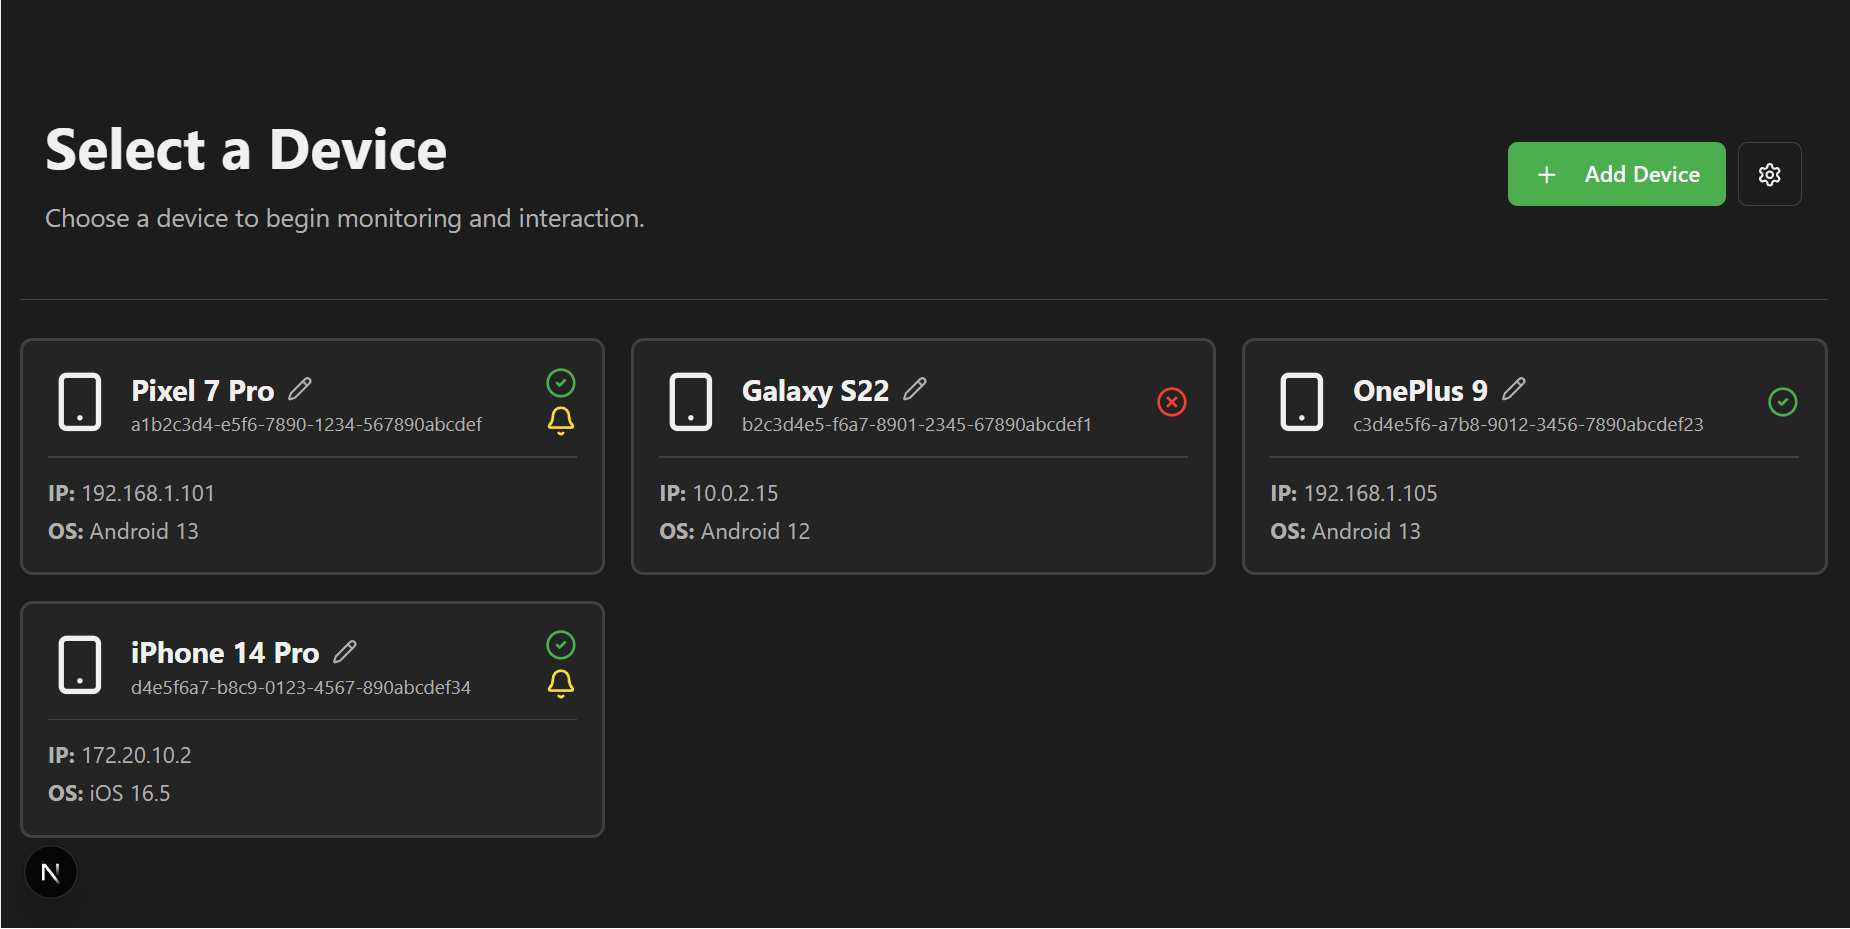 Select a Device
Choose a device to begin monitoring and interaction.
+ Add Device
Pixel 7 Pro
a1b2c3d4-e5f6-7890-1234-567890abcdef
IP: 192.168.1.101
OS: Android 13
Galaxy S22
b2c3d4e5-f6a7-8901-2345-67890abcdef1
IP: 10.0.2.15
OS: Android 12
OnePlus 9
c3d4e5f6-a7b8-9012-3456-7890abcdef23
IP: 192.168.1.105
OS: Android 13
iPhone 14 Pro
d4e5f6a7-b8c9-0123-4567-890abcdef34
IP: 172.20.10.2
OS: iOS 16.5
N